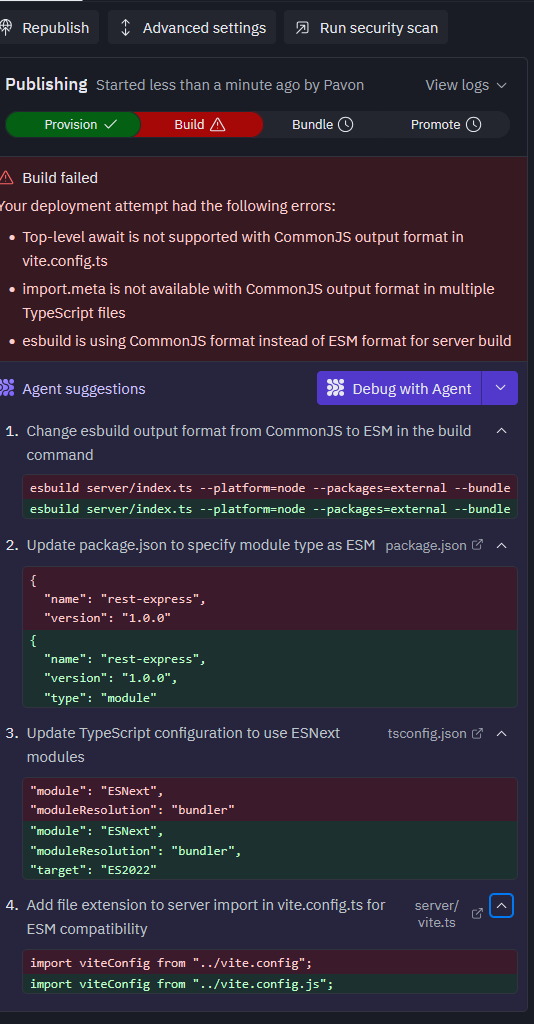 Republish
Advanced settings
Run security scan
Publishing Started less than a minute ago by Pavon View logs
Provision Build Bundle Promote
Build failed
Your deployment attempt had the following errors:
• Top-level await is not supported with CommonJS output format in
vite.config.ts
• import.meta is not available with CommonJS output format in multiple
TypeScript files
• esbuild is using CommonJS format instead of ESM format for server build
Agent suggestions
Debug with Agent
1. Change esbuild output format from CommonJS to ESM in the build
command
esbuild server/index.ts --platform=node --packages=external --bundle
esbuild server/index.ts --platform=node --packages=external --bundle
2. Update package.json to specify module type as ESM package.json
{
"name": "rest-express",
"version": "1.0.0"
{
"name": "rest-express",
"version": "1.0.0",
"type": "module"
3. Update TypeScript configuration to use ESNext tsconfig.json
modules
"module": "ESNext",
"moduleResolution": "bundler"
"module": "ESNext",
"moduleResolution": "bundler",
"target": "ES2022"
4. Add file extension to server import in vite.config.ts for
ESM compatibility
server/
vite.ts
import viteConfig from "../vite.config";
import viteConfig from "../vite.config.js";